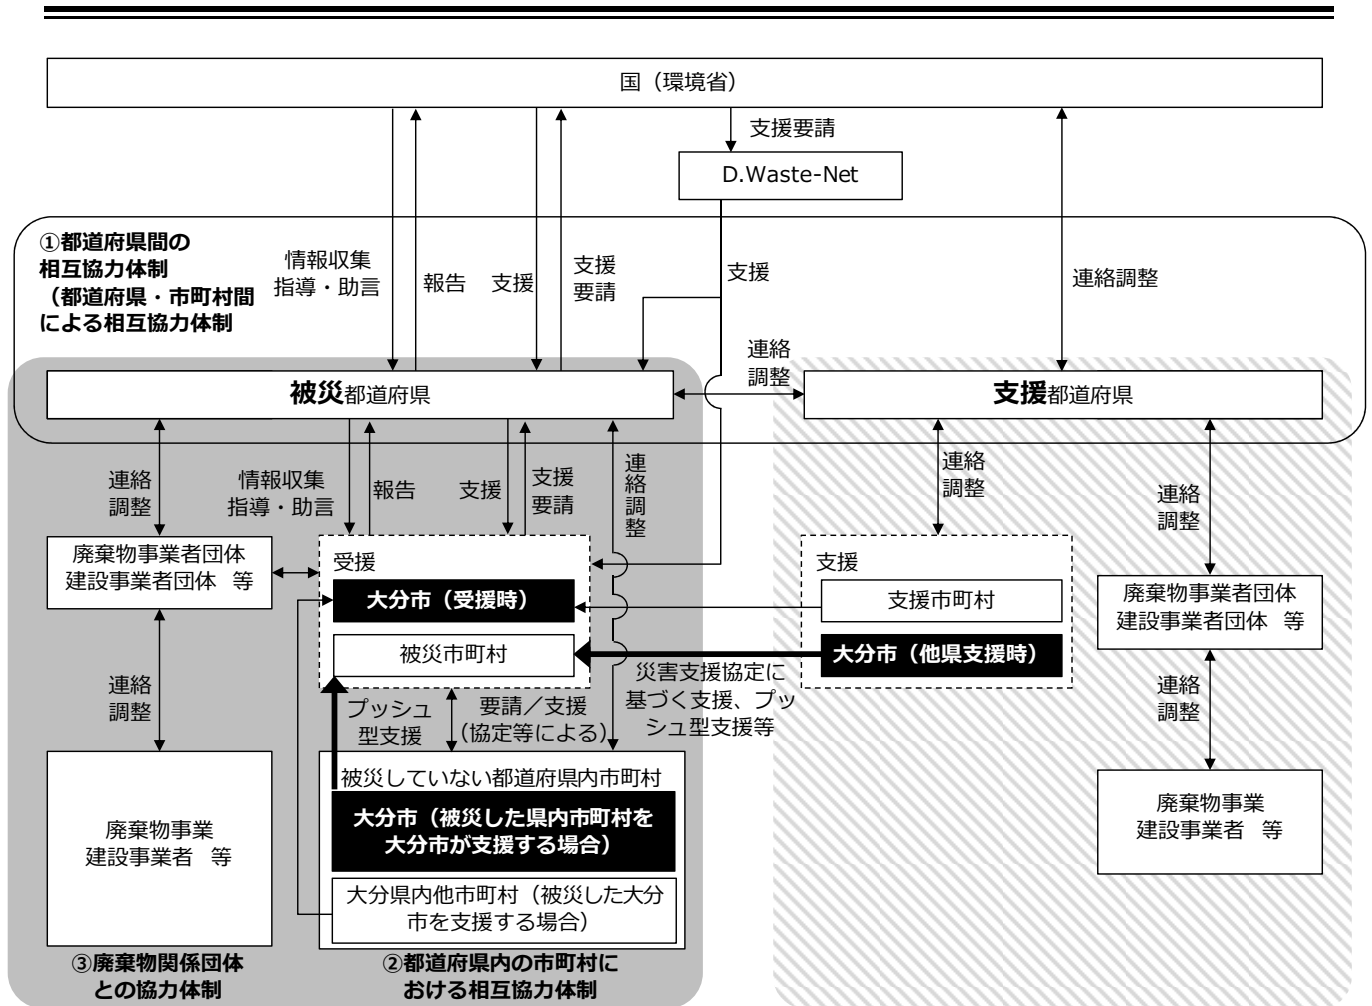 国（環境省）
支援要請
D.Waste-Net
①都道府県間の
相互協力体制
（都道府県・市町村間
による相互協力体制
情報収集
指導・助言
報告
支援
支援
要請
支援
連絡調整
被災都道府県
連絡
調整
支援都道府県
連絡
調整
情報収集
指導・助言
報告
支援
支援
要請
連絡調整
連絡
調整
連絡
調整
廃棄物事業者団体
建設事業者団体 等
受援
大分市（受援時）
被災市町村
支援
支援市町村
大分市（他県支援時）
廃棄物事業者団体
建設事業者団体 等
連絡
調整
プッシュ
型支援
要請／支援
（協定等による）
災害支援協定に
基づく支援、プッ
シュ型支援等
連絡
調整
廃棄物事業
建設事業者 等
被災していない都道府県内市町村
大分市（被災した県内市町村を
大分市が支援する場合）
大分県内他市町村（被災した大分
市を支援する場合）
廃棄物事業
建設事業者 等
③廃棄物関係団体
との協力体制
②都道府県内の市町村に
おける相互協力体制